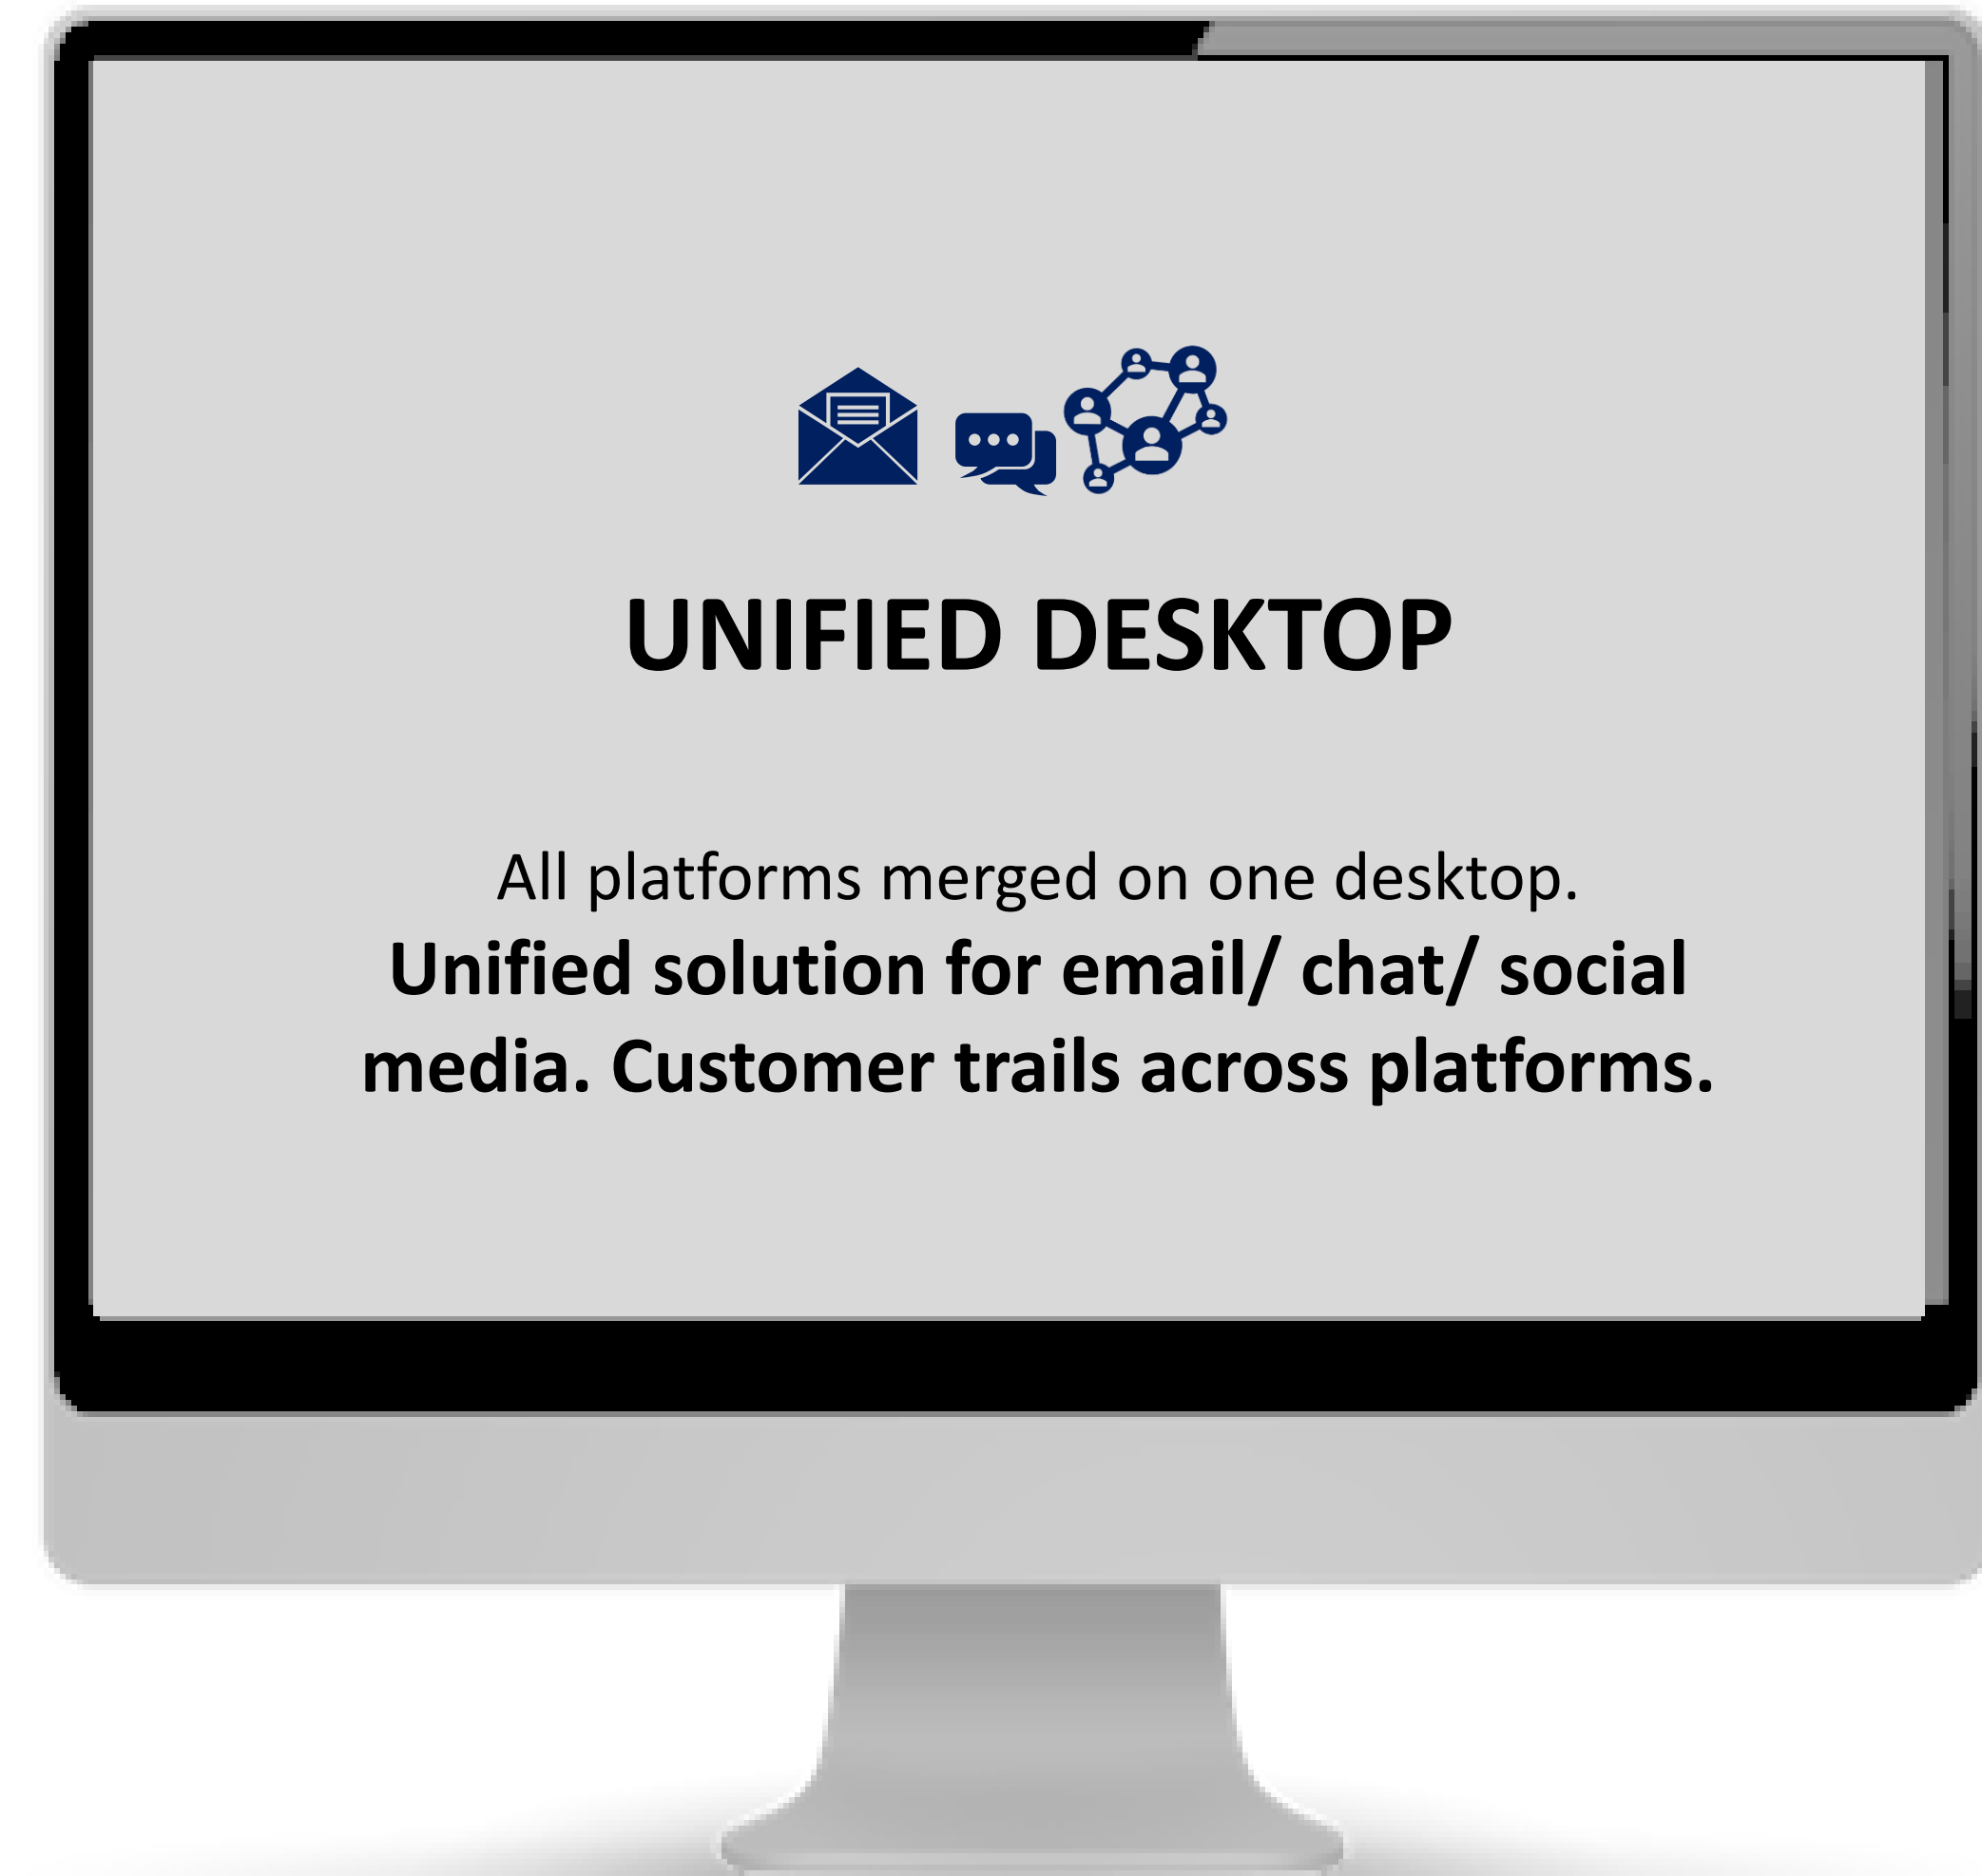 UNIFIED DESKTOP
All platforms merged on one desktop.
Unified solution for email/ chat/ social
media. Customer trails across platforms.